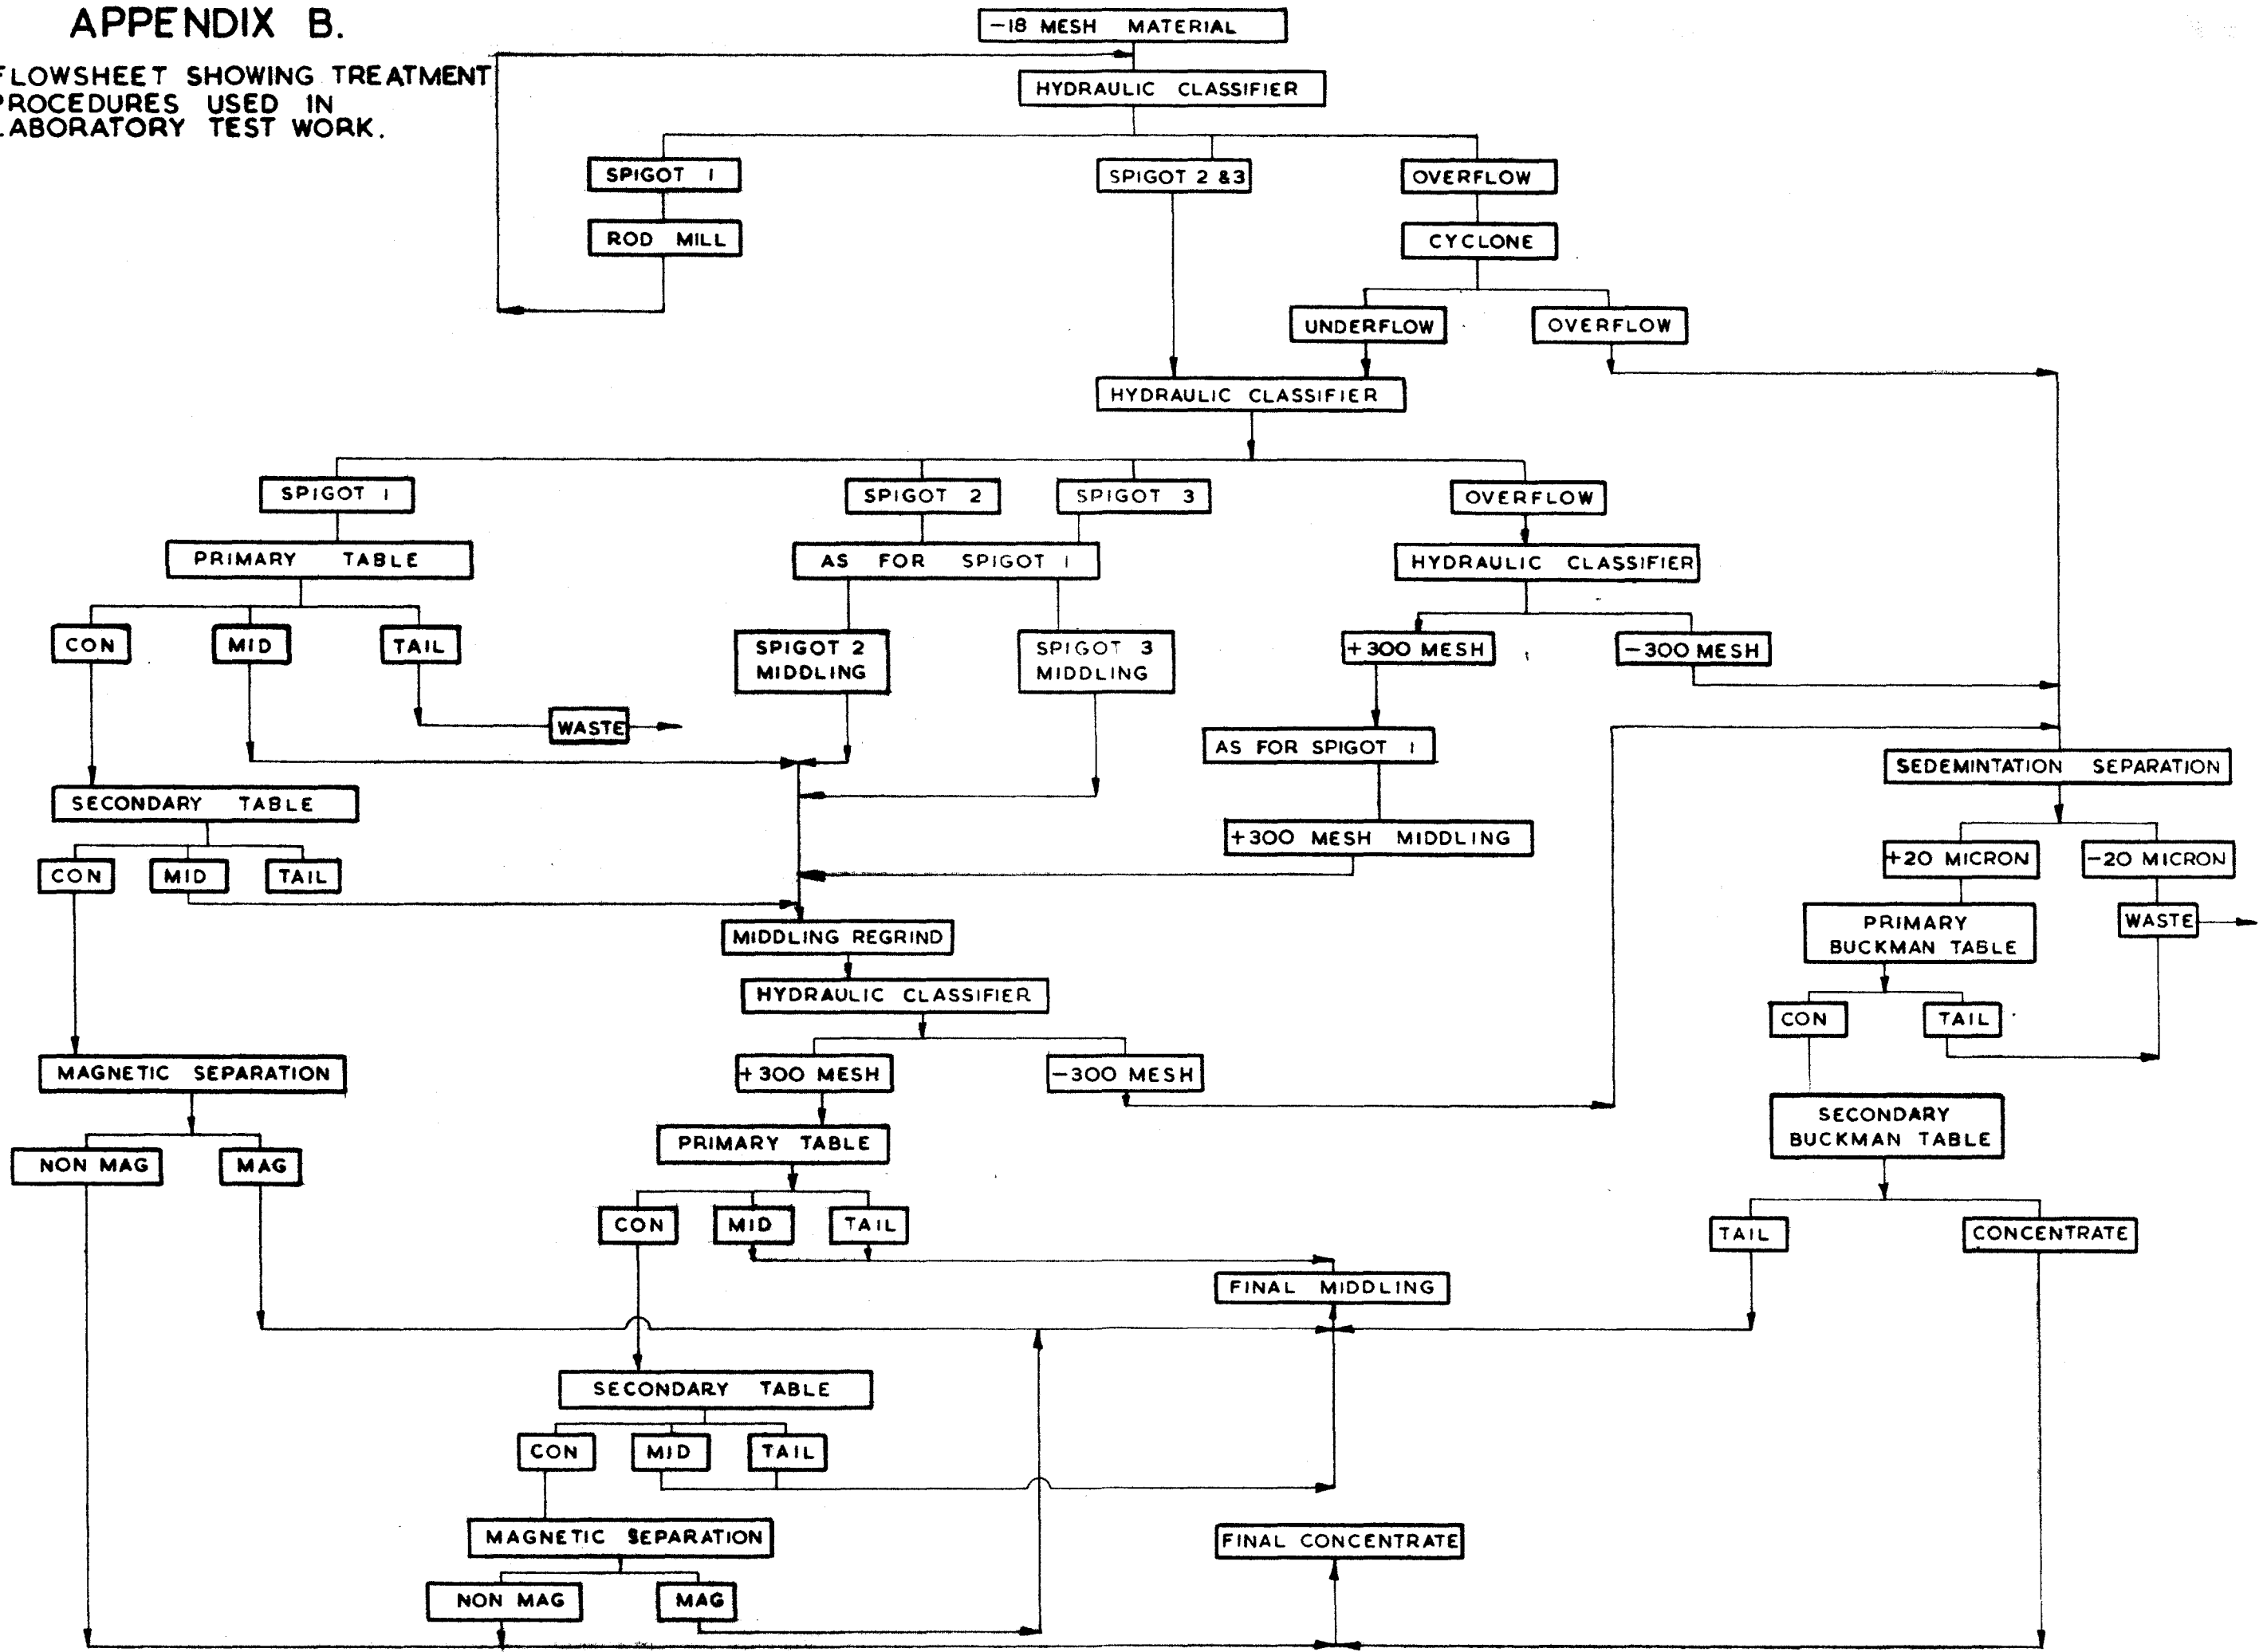 APPENDIX B.
FLOWSHEET SHOWING TREATMENT
PROCEDURES USED IN
LABORATORY TEST WORK.
-18 MESH MATERIAL
HYDRAULIC CLASSIFIER
SPIGOT 1
SPIGOT 2 & 3
OVERFLOW
ROD MILL
CYCLONE
UNDERFLOW
OVERFLOW
HYDRAULIC CLASSIFIER
SPIGOT 1
SPIGOT 2
SPIGOT 3
OVERFLOW
PRIMARY TABLE
AS FOR SPIGOT 1
HYDRAULIC CLASSIFIER
CON
MID
TAIL
SPIGOT 2
MIDDLING
SPIGOT 3
MIDDLING
+300 MESH
-300 MESH
WASTE
AS FOR SPIGOT 1
SEDEMINTATION SEPARATION
SECONDARY TABLE
+300 MESH MIDDLING
CON
MID
TAIL
+20 MICRON
-20 MICRON
MIDDLING REGRIND
PRIMARY
BUCKMAN TABLE
WASTE
HYDRAULIC CLASSIFIER
CON
TAIL
MAGNETIC SEPARATION
+300 MESH
-300 MESH
SECONDARY
BUCKMAN TABLE
PRIMARY TABLE
NON MAG
MAG
CON
MID
TAIL
TAIL
CONCENTRATE
FINAL MIDDLING
SECONDARY TABLE
CON
MID
TAIL
MAGNETIC SEPARATION
FINAL CONCENTRATE
NON MAG
MAG